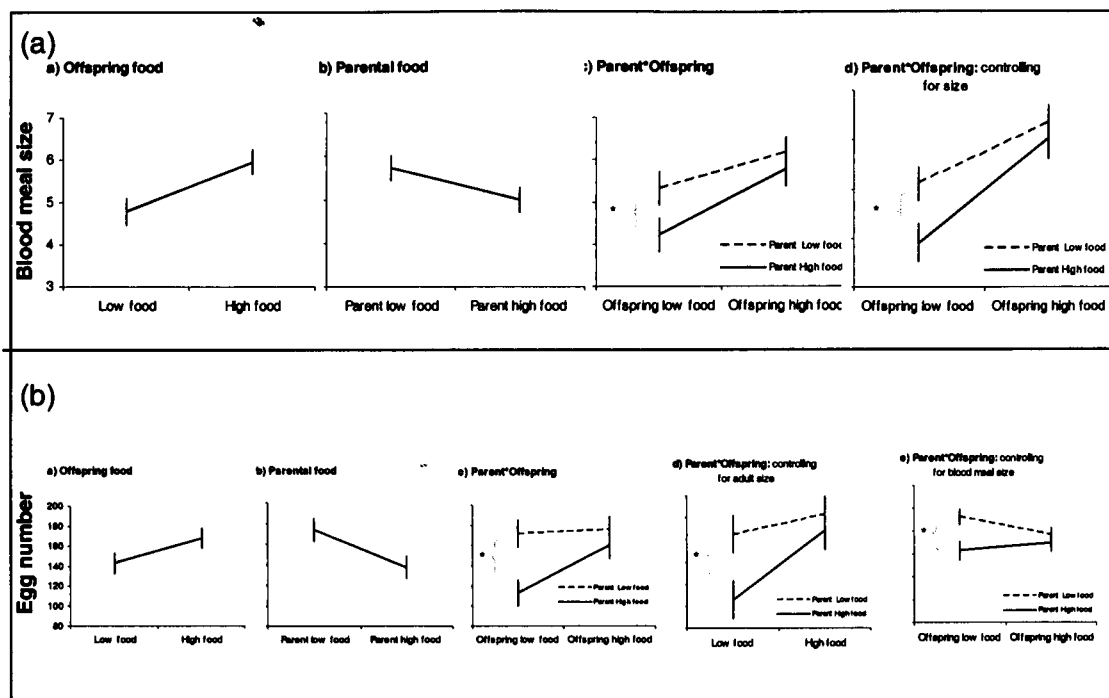 (a)
a) Offspring food
b) Parental food
c) Parent*Offspring
d) Parent*Offspring: controlling
for size
Blood meal size
7
6
5
4
3
*
*
Parent Low food
Parent High food
Parent Low food
Parent High food
Low food
High food
Parent low food
Parent high food
Offspring low food
Offspring high food
Offspring low food
Offspring high food
(b)
a) Offspring food
b) Parental food
c) Parent*Offspring
d) Parent*Offspring: controlling
for adult size
e) Parent*Offspring: controlling
for blood meal size
Egg number
200
180
160
140
120
100
80
*
*
*
Parent Low food
Parent High food
Parent Low food
Parent High food
Parent Low food
Parent High food
Low food
High food
Parent low food
Parent high food
Offspring low food
Offspring high food
Low food
High food
Offspring low food
Offspring high food